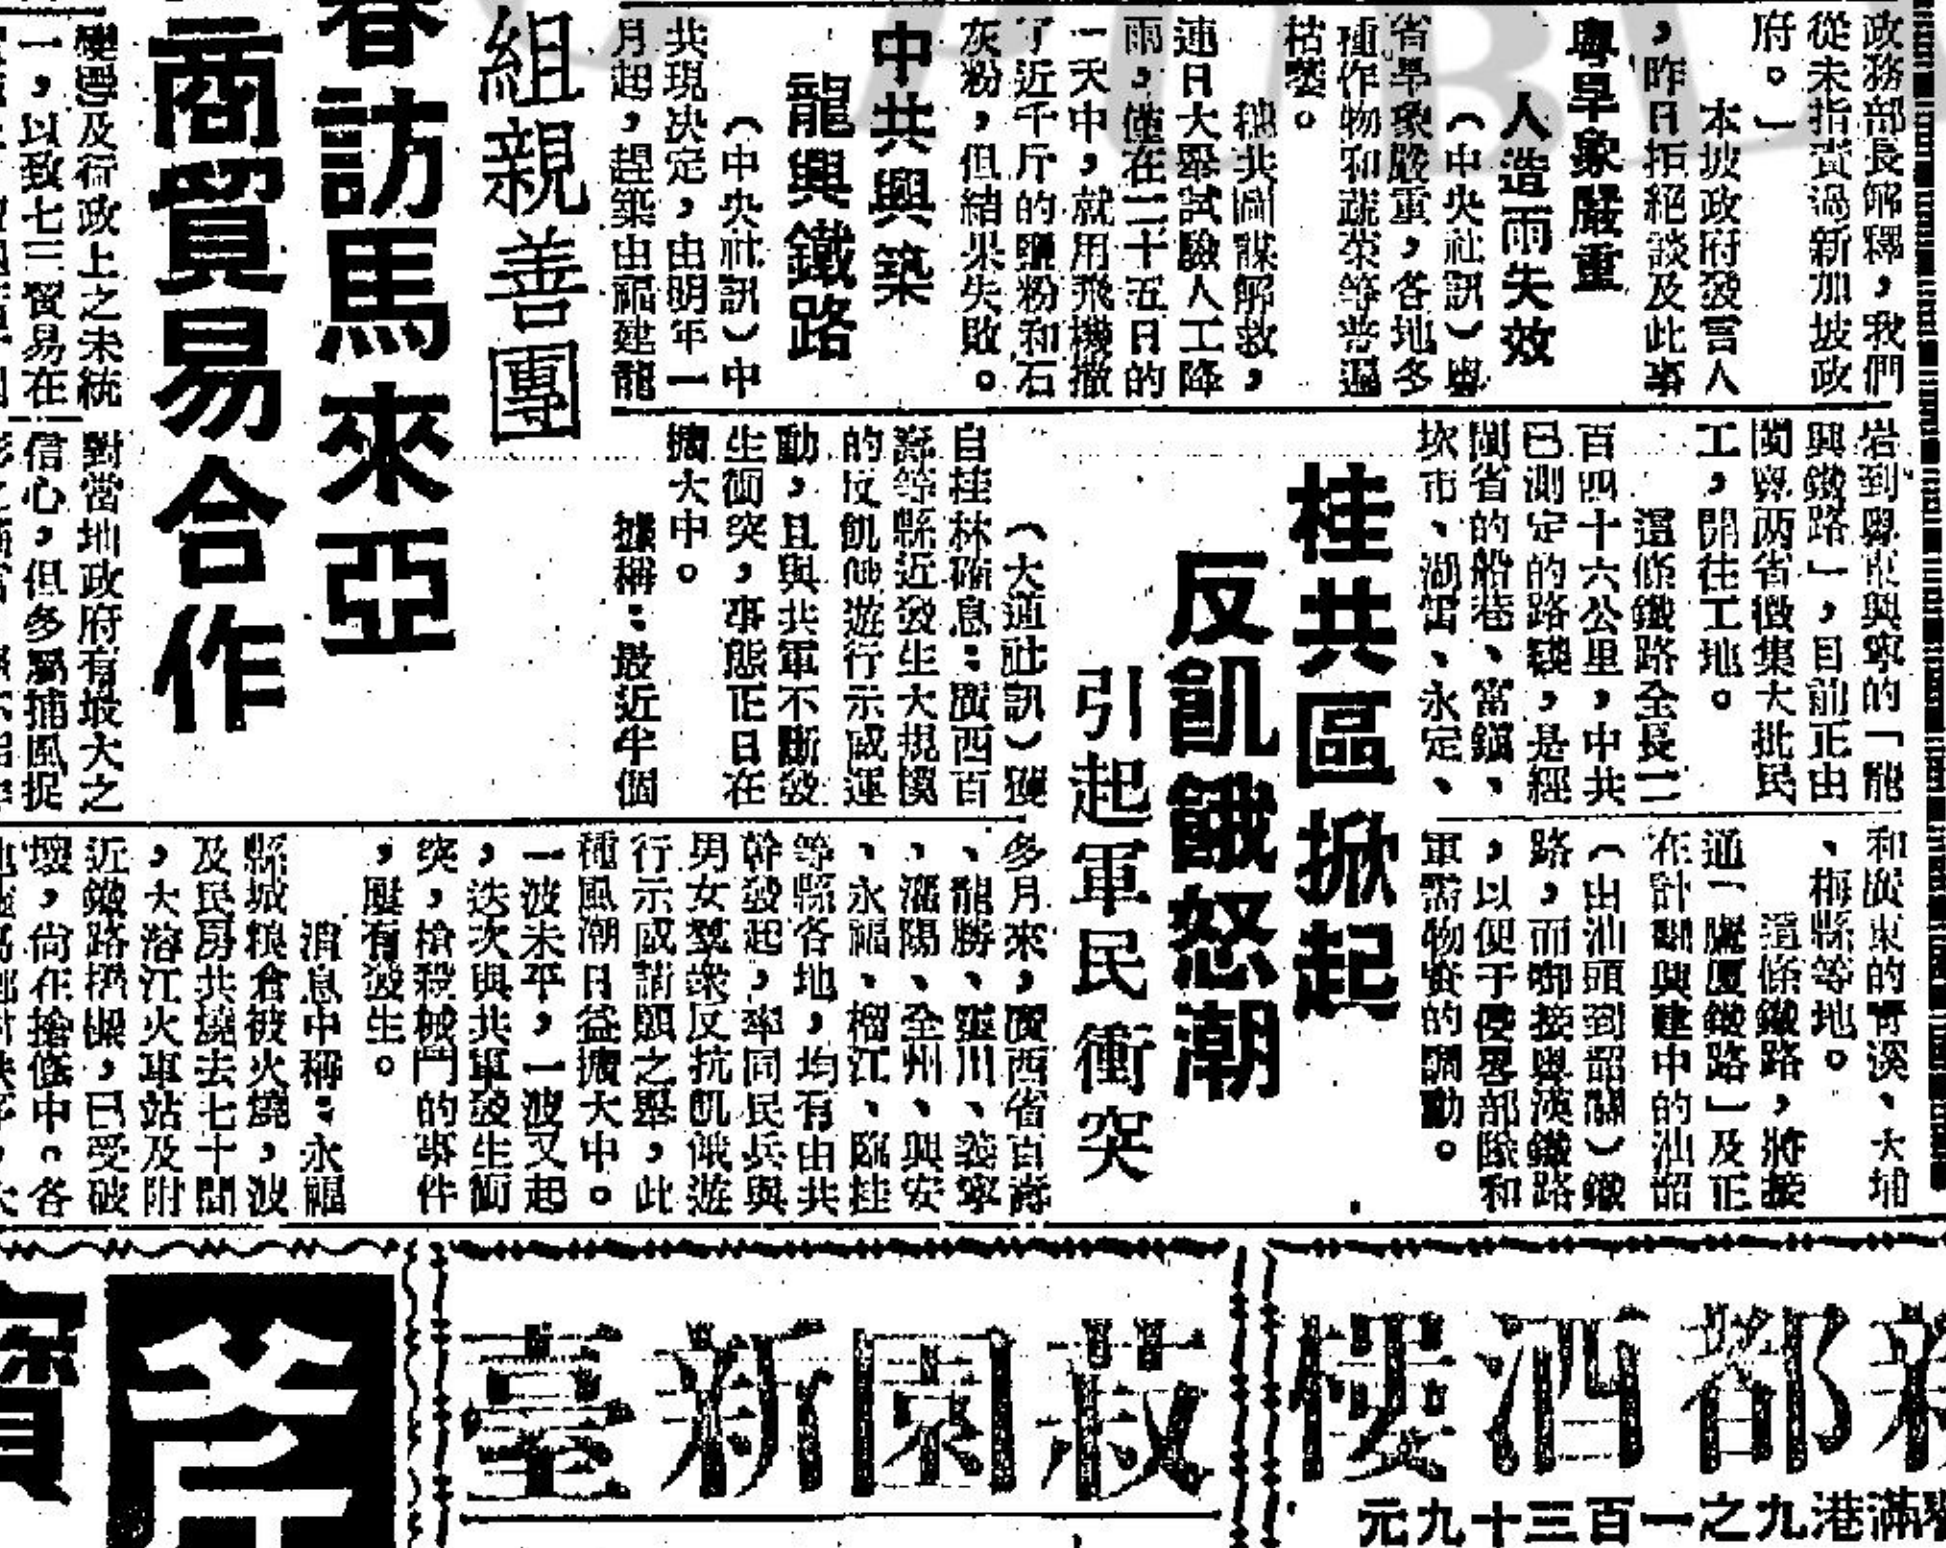 政務部長解釋，我們
從未指責過新加坡政
府。」
本坡政府發言人
，昨日拒絕談及此事
粵旱象嚴重
人造雨失效
（中央社訊）粵
省旱象嚴重，各地多
種作物和蔬菜等普遍
枯萎。
共圖謀解救，
連日大舉試驗人工降
雨，僅在二十五日的
一天中，就用飛機撒
了近千斤的鹽粉和石
灰粉，但結果失敗。
中共興築
龍興鐵路
（中央社訊）中
共現決定，由明年一
月起，趕築由福建龍
岩到粵東興寧的「龍
興鐵路」，目前正由
閩粵两省徵集大批民
工，開往工地。
這條鐵路全長二
百四十六公里，中共
已測定的路綫，是經
閩省的船巷、富鎭、
坎市、湖雷、永定、
和廣東的靑溪、大埔
、梅縣等地。
這條鐵路，將接
通「鷹厦鐵路」及正
在計劃興建中的汕韶
（由汕頭到韶關）鐵
路，而啣接粵漢鐵路
，以便于侵畧部隊和
軍需物資的調動。
桂共區掀起
反飢餓怒潮
引起軍民衝突
（大通社訊）獲
自桂林確息：廣西百
壽等縣近發生大規模
的反飢餓遊行示威運
動，且與共軍不斷發
生衝突，事態正日在
擴大中。
據稱：最近半個
多月來，廣西省百壽
、龍勝、靈川、義寧
、灌陽、全州、興安
、永福、榴江、臨桂
等縣各地，均有由共
幹發起，率同民兵與
男女羣衆反抗飢餓遊
行示威請願之舉，此
種風潮日益擴大中。
一波未平，一波又起
，迭次與共軍發生衝
突，槍殺械鬥的事件
，屢有發生。
消息中稱：永福
縣城粮倉被火燒，波
及民房共燒去七十間
，大溶江火車站及附
近鐵路橋樑，已受破
壞，尚在搶修中。各
組親善團
春訪馬來亞
商貿易合作
變遷及行政上之未統
一，以致七三貿易在
對當地政府有最大之
信心，但多屬捕風捉
新都酒樓
滿港九之一百三十九元
荍園新臺
寶